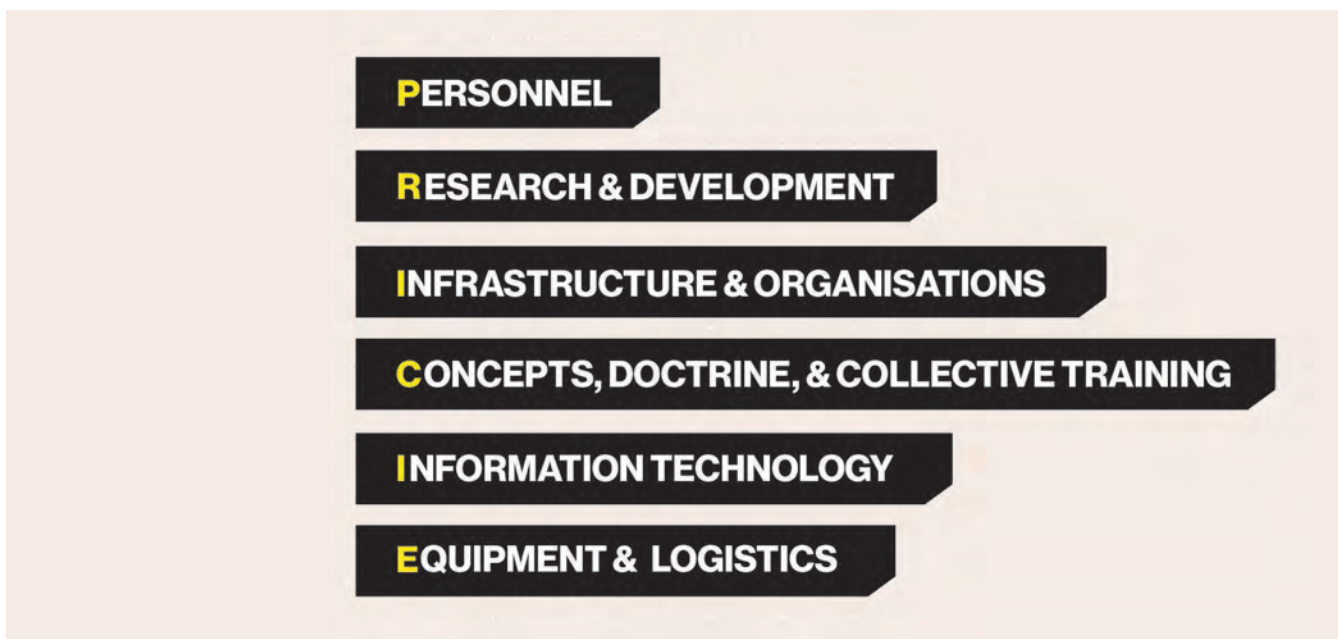 PERSONNEL
RESEARCH & DEVELOPMENT
INFRASTRUCTURE & ORGANISATIONS
CONCEPTS, DOCTRINE, & COLLECTIVE TRAINING
INFORMATION TECHNOLOGY
EQUIPMENT & LOGISTICS